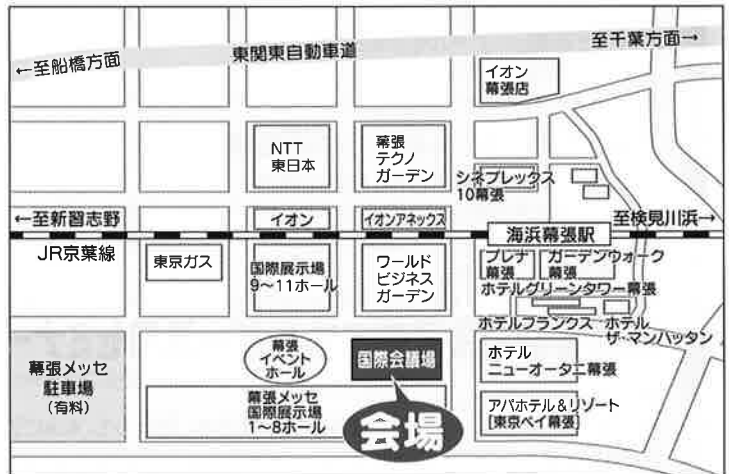 至千葉方面→
東関東自動車道
←至船橋方面
イオン
幕張店
NTT
東日本
幕張
テクノ
ガーデン
シネプレックス
10幕張
←至新習志野
イオン
イオンアネックス
海浜幕張駅
至検見川浜→
JR京葉線
東京ガス
国際展示場
9〜11ホール
ワールド
ビジネス
ガーデン
プレナ
幕張
ガーデンウォーク
幕張
ホテルグリーンタワー幕張
ホテルフランクス
ホテル
ザ・マンハッタン
幕張メッセ
駐車場
(有料)
幕張
イベント
ホール
国際会議場
ホテル
ニューオータニ幕張
幕張メッセ
国際展示場
1〜8ホール
会場
アパホテル&リゾート
[東京ベイ幕張]